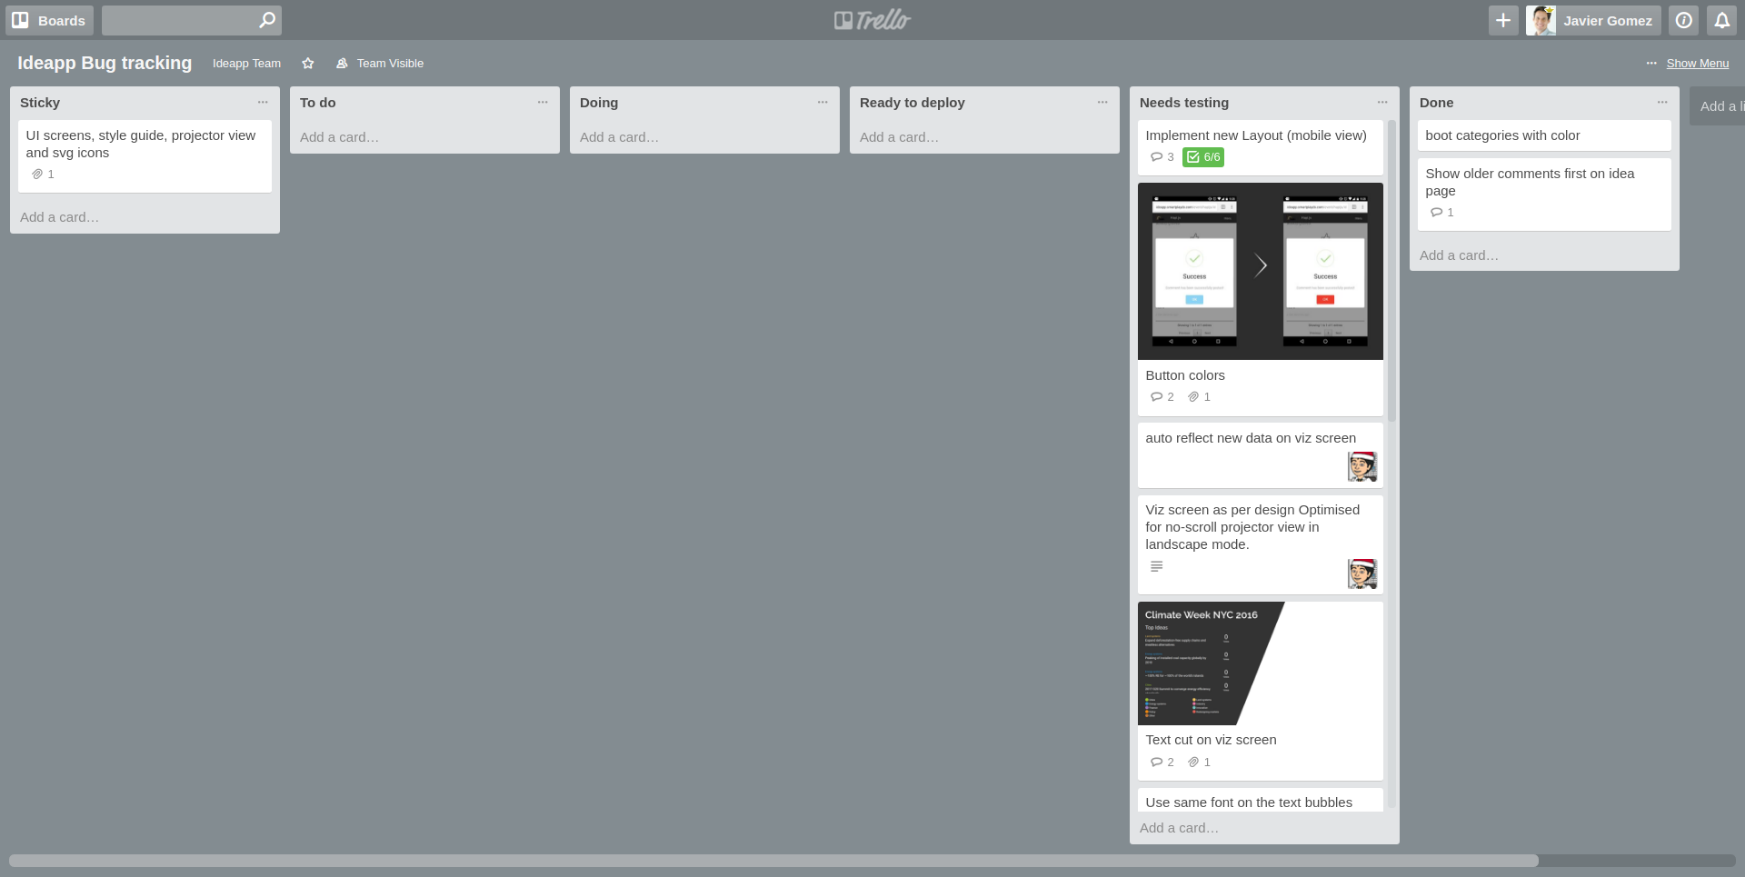 Boards
Trello
Javier Gomez
Ideapp Bug tracking
Ideapp Team
Team Visible
Show Menu
Sticky
UI screens, style guide, projector view
and svg icons
1
Add a card…
To do
Add a card…
Doing
Add a card…
Ready to deploy
Add a card…
Needs testing
Implement new Layout (mobile view)
3
6/6
Success
Success
Button colors
2
1
auto reflect new data on viz screen
Viz screen as per design Optimised
for no-scroll projector view in
landscape mode.
Climate Week NYC 2016
Top Ideas
0
0
0
0
Text cut on viz screen
2
1
Use same font on the text bubbles
Add a card…
Done
boot categories with color
Show older comments first on idea
page
1
Add a card…
Add a li